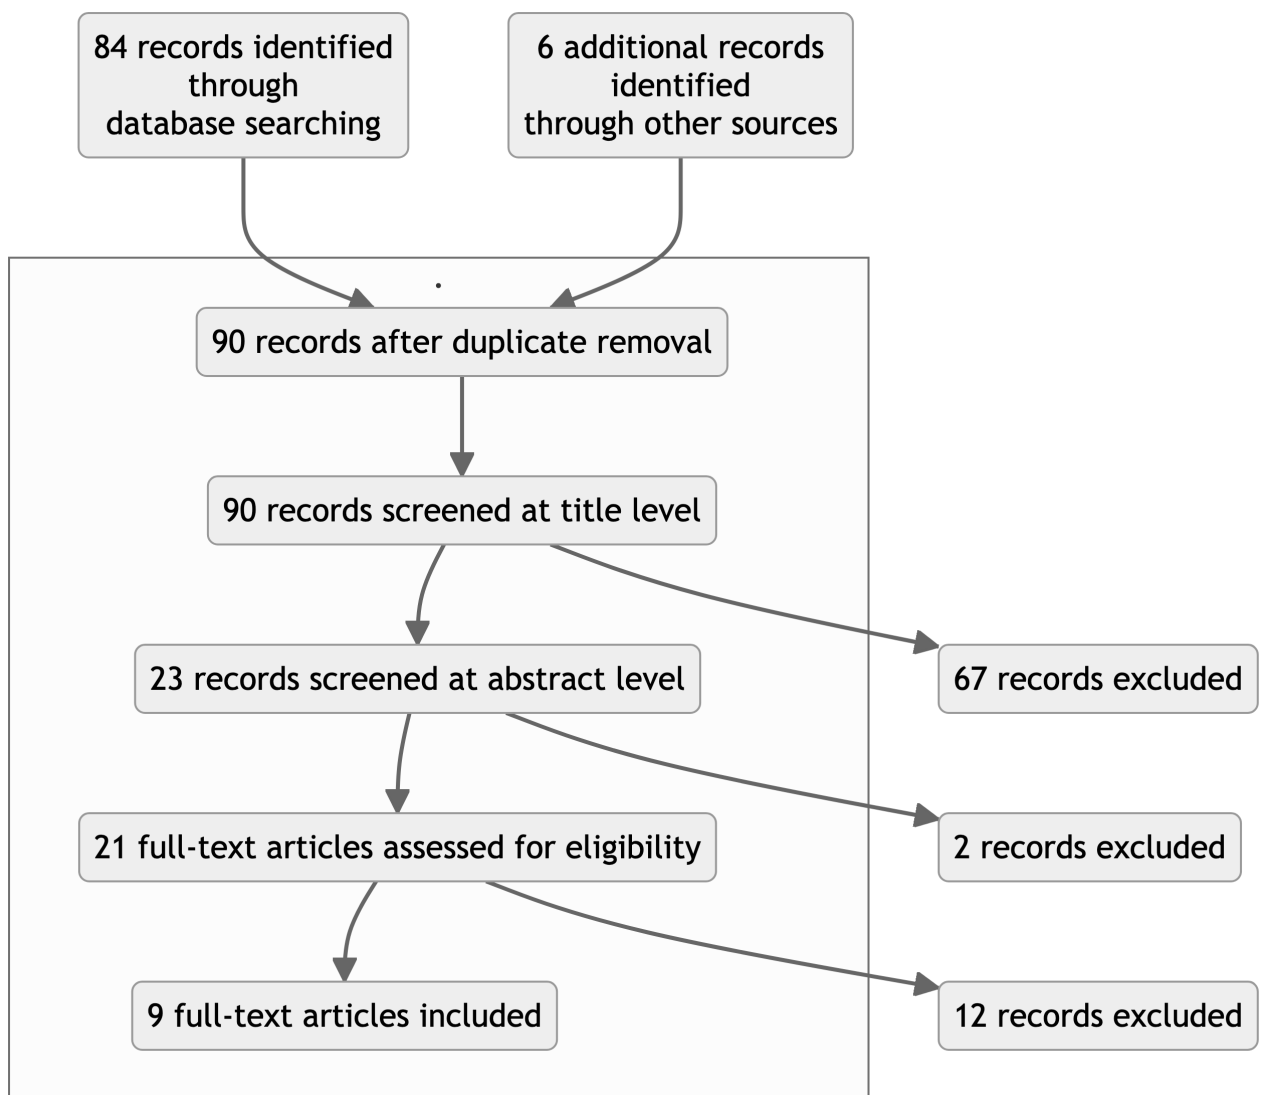 84 records identified
through
database searching
6 additional records
identified
through other sources
.
90 records after duplicate removal
90 records screened at title level
23 records screened at abstract level
67 records excluded
21 full-text articles assessed for eligibility
2 records excluded
9 full-text articles included
12 records excluded